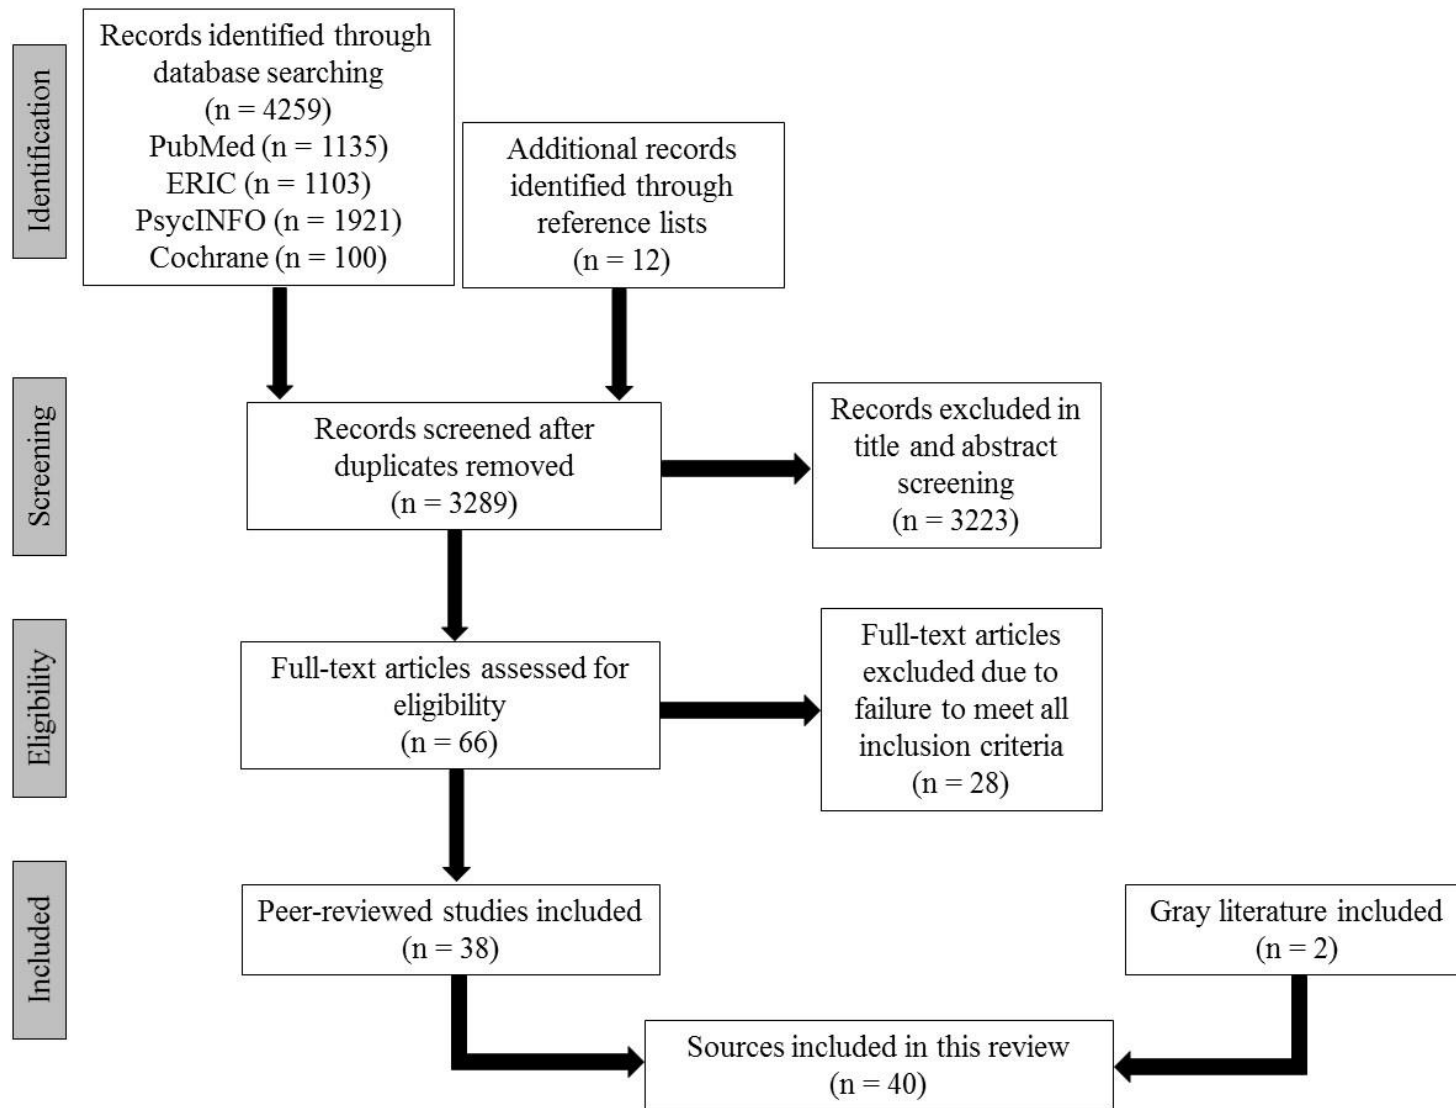 Identification
Records identified through
database searching
(n = 4259)
PubMed (n = 1135)
ERIC (n = 1103)
PsycINFO (n = 1921)
Cochrane (n = 100)
Additional records
identified through
reference lists
(n = 12)
Screening
Records screened after
duplicates removed
(n = 3289)
Records excluded in
title and abstract
screening
(n = 3223)
Eligibility
Full-text articles assessed for
eligibility
(n = 66)
Full-text articles
excluded due to
failure to meet all
inclusion criteria
(n = 28)
Included
Peer-reviewed studies included
(n = 38)
Gray literature included
(n = 2)
Sources included in this review
(n = 40)